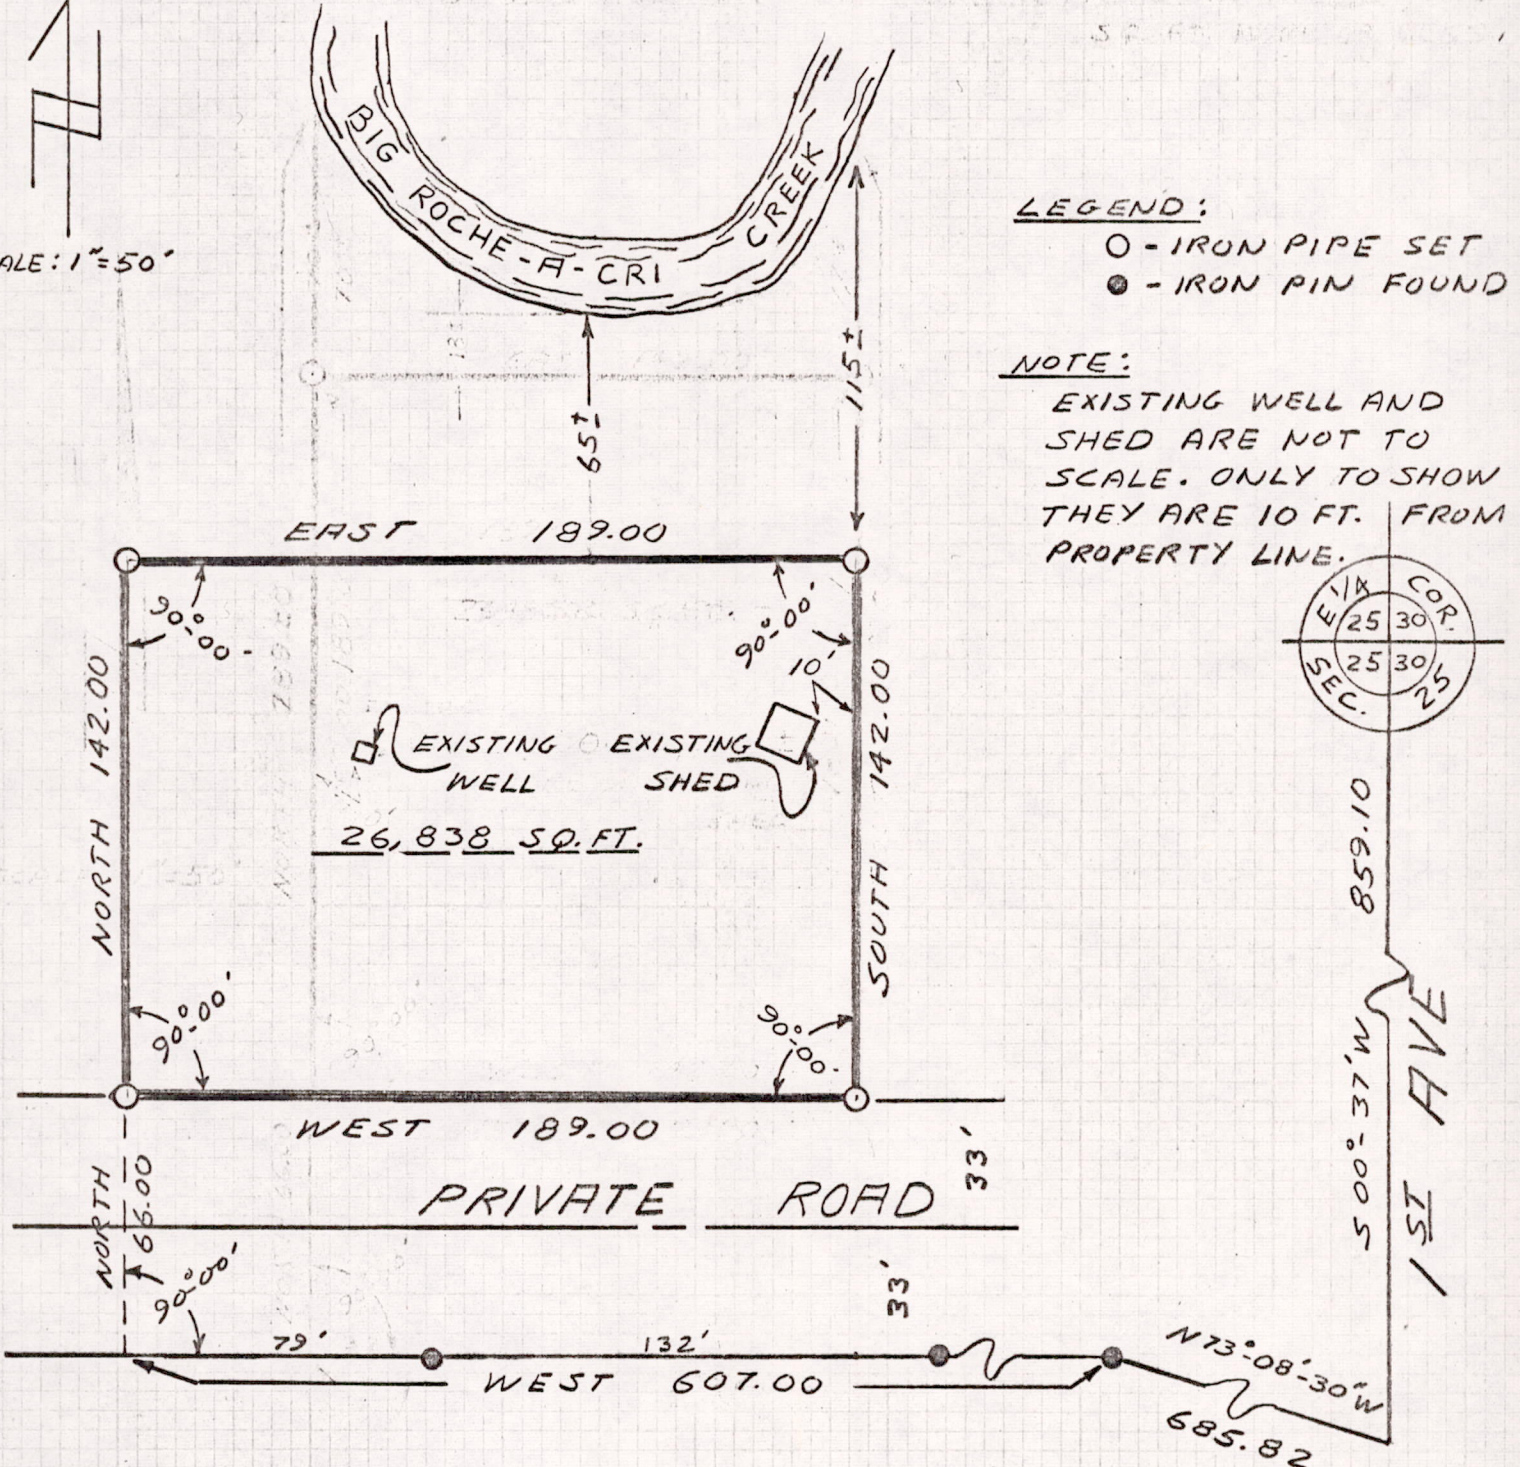 ALE: 1"=50'
BIG ROCHE-A-CRI CREEK
LEGEND:
O - IRON PIPE SET
● - IRON PIN FOUND
NOTE:
EXISTING WELL AND
SHED ARE NOT TO
SCALE. ONLY TO SHOW
THEY ARE 10 FT. FROM
PROPERTY LINE.
65±
115±
EAST 189.00
90°-00'
90°-00'
10'
E 1/4 COR.
25 30
25 30
SEC. 25
NORTH 142.00
EXISTING
WELL
EXISTING
SHED
26,838 SQ. FT.
SOUTH 142.00
859.10
90°-00'
90°-00'
WEST 189.00
S 00°-37'W
1ST AVE
NORTH 66.00
PRIVATE ROAD
33'
33'
90°-00'
79'
132'
WEST 607.00
N73°-08'-30"W
685.82